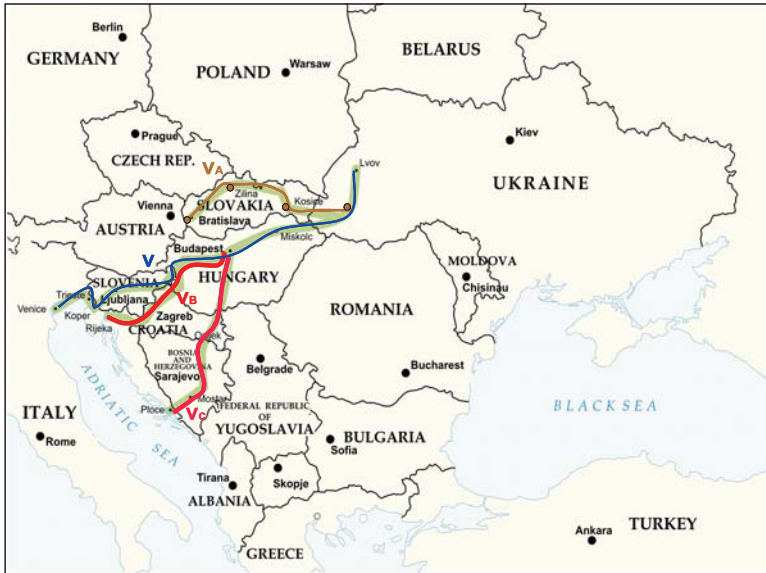 Berlin
GERMANY
POLAND
Warsaw
BELARUS
Prague
CZECH REP.
VA
Zilina
SLOVAKIA
Kosice
Lvov
Kiev
UKRAINE
Vienna
AUSTRIA
Bratislava
Miskolc
Budapest
HUNGARY
V
MOLDOVA
Chisinau
SLOVENIA
Trieste
Ljubljana
Venice
Koper
VB
Zagreb
Rijeka
CROATIA
ROMANIA
BOSNIA
AND
HERZEGOVINA
Sarajevo
Belgrade
Bucharest
Mostar
Ploce
VC
FEDERAL REPUBLIC
OF
YUGOSLAVIA
ADRIATIC SEA
BLACK SEA
ITALY
Rome
BULGARIA
Sofia
Tirana
Skopje
ALBANIA
GREECE
Ankara
TURKEY